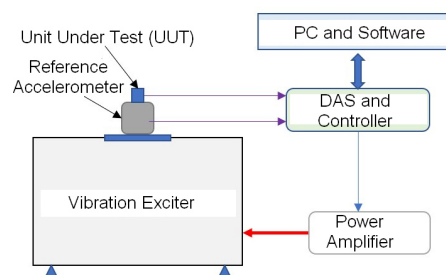 Unit Under Test (UUT)
Reference
Accelerometer
PC and Software
DAS and
Controller
Vibration Exciter
Power
Amplifier